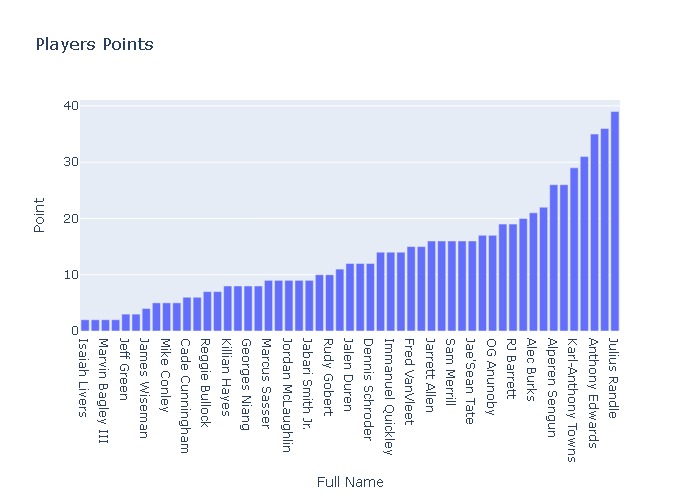 Players Points
Point
40
30
20
10
0
Isaiah Livers
Marvin Bagley III
Jeff Green
James Wiseman
Mike Conley
Cade Cunningham
Reggie Bullock
Killian Hayes
Georges Niang
Marcus Sasser
Jordan McLaughlin
Jabari Smith Jr.
Rudy Gobert
Jalen Duren
Dennis Schroder
Immanuel Quickley
Fred VanVleet
Jarrett Allen
Sam Merrill
Jae'Sean Tate
OG Anunoby
RJ Barrett
Alec Burks
Alperen Sengun
Karl-Anthony Towns
Anthony Edwards
Julius Randle
Full Name